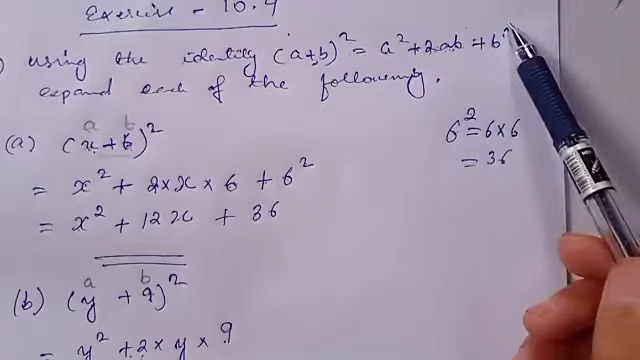 Exercise - 10.4
) using the identity (a+b)² = a² + 2ab + b²
expand each of the following.
a b
(a) (x + 6)²
= x² + 2 × x × 6 + 6²
= x² + 12x + 36
6² = 6 × 6
= 36
a b
(b) (y + 9)²
= y² + 2 × y × 9